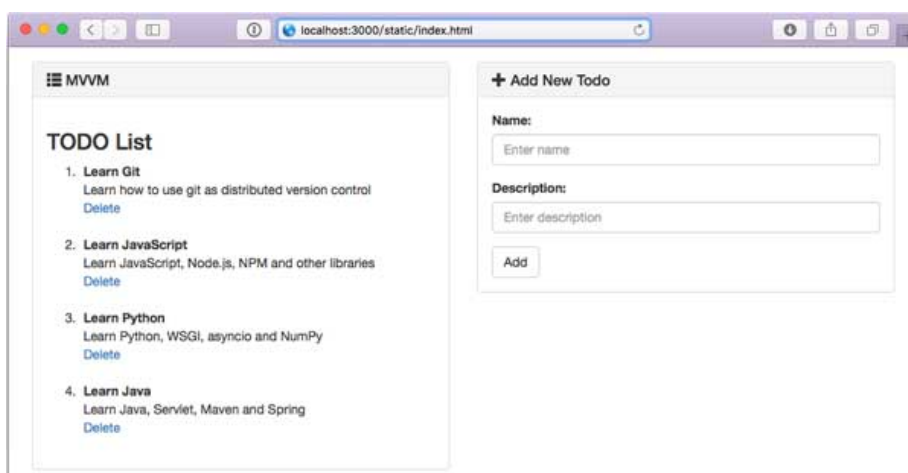 localhost:3000/static/index.html
MVVM
TODO List
1. Learn Git
Learn how to use git as distributed version control
Delete
2. Learn JavaScript
Learn JavaScript, Node.js, NPM and other libraries
Delete
3. Learn Python
Learn Python, WSGI, asyncio and NumPy
Delete
4. Learn Java
Learn Java, Servlet, Maven and Spring
Delete
Add New Todo
Name:
Enter name
Description:
Enter description
Add